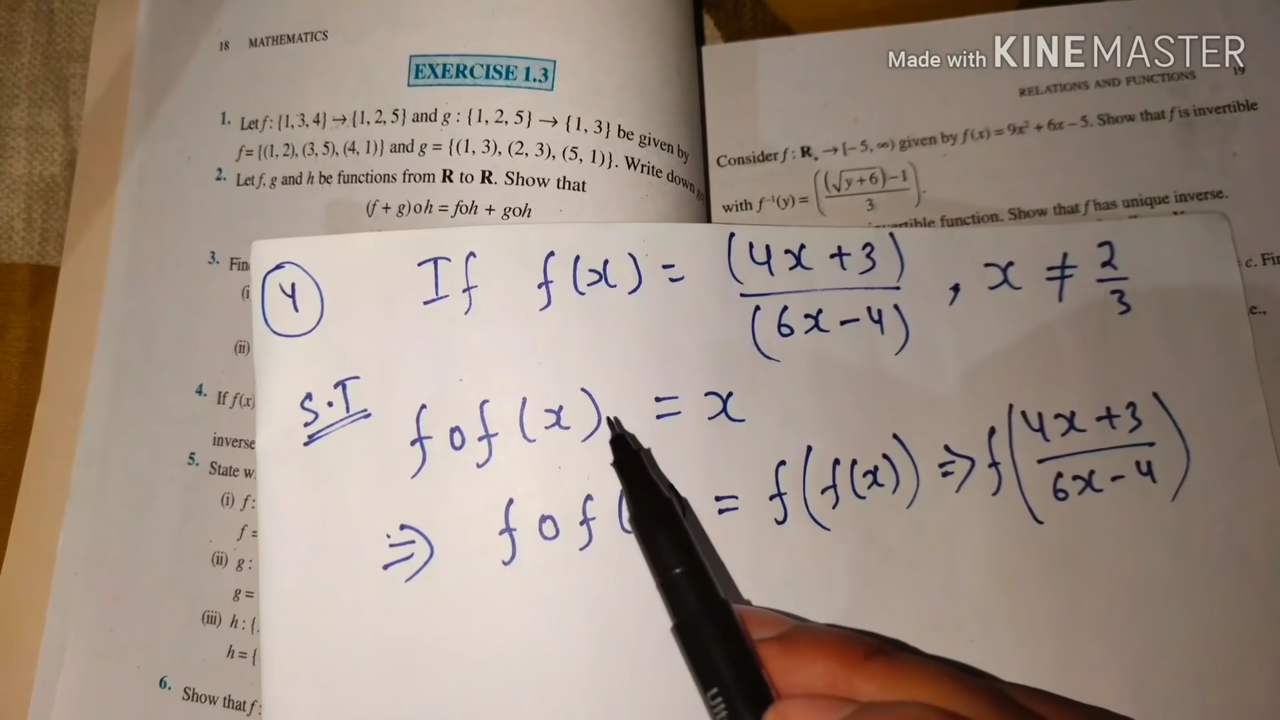 Made with KINEMASTER
18 MATHEMATICS
EXERCISE 1.3
1. Let f : {1, 3, 4} → {1, 2, 5} and g : {1, 2, 5} → {1, 3} be given by
f = {(1, 2), (3, 5), (4, 1)} and g = {(1, 3), (2, 3), (5, 1)}. Write down
2. Let f, g and h be functions from R to R. Show that
(f + g)oh = foh + goh
3. Fin
(i
(ii)
4. If f(x)
inverse
5. State w
(i) f:
f =
(ii) g :
g =
(iii) h : {
h = {
6. Show that f :
RELATIONS AND FUNCTIONS 19
Consider f : R₊ → [– 5, ∞) given by f(x) = 9x² + 6x – 5. Show that f is invertible
with f⁻¹(y) = ((√y + 6) – 1 / 3).
function. Show that f has unique inverse.
c. Fin
e.,
4 If f(x) = (4x + 3) / (6x – 4) , x ≠ 2/3
S.T fof(x) = x
⇒ fof( = f(f(x)) ⇒ f(4x + 3 / 6x – 4)